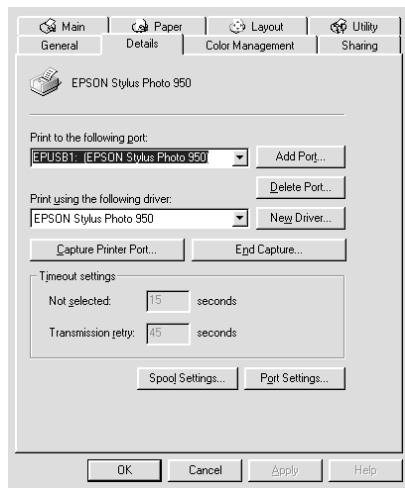 Main Paper Layout Utility
General Details Color Management Sharing
EPSON Stylus Photo 950
Print to the following port:
EPUSB1: (EPSON Stylus Photo 950)
Add Port...
Delete Port...
Print using the following driver:
EPSON Stylus Photo 950
New Driver...
Capture Printer Port... End Capture...
Timeout settings
Not selected: 15 seconds
Transmission retry: 45 seconds
Spool Settings... Port Settings...
OK Cancel Apply Help